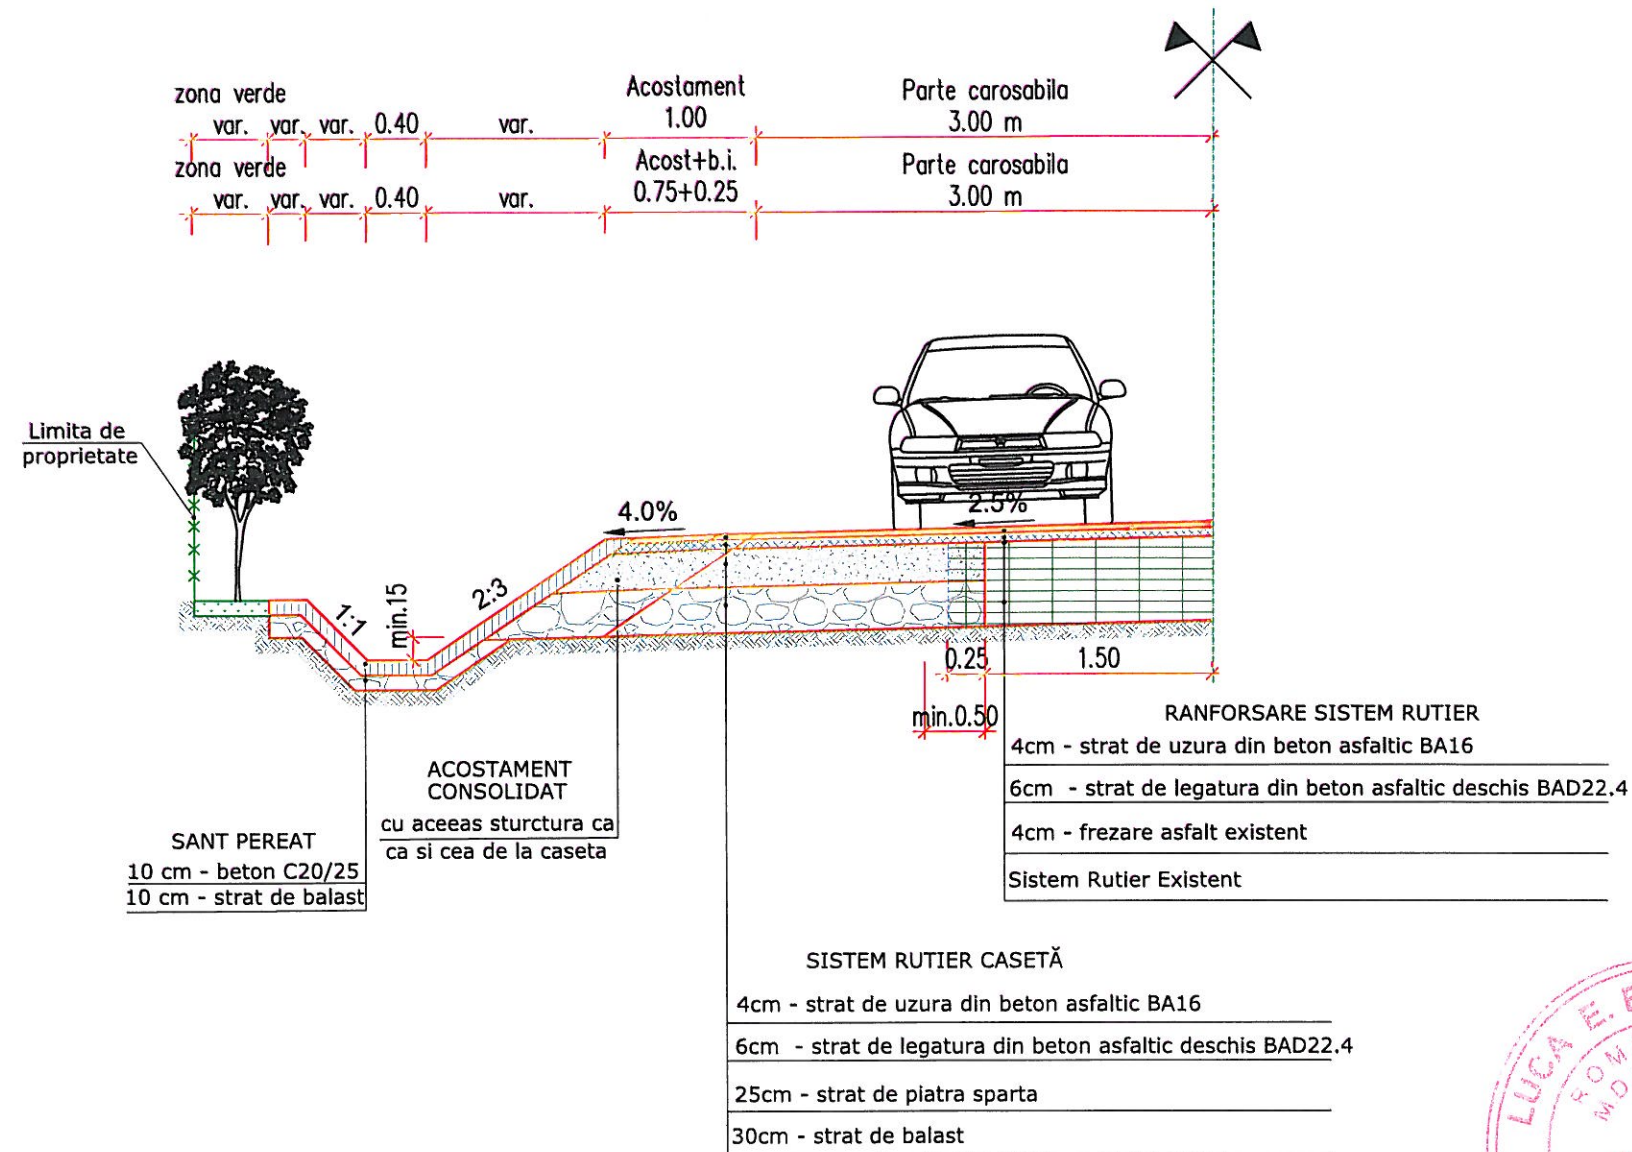 zona verde
Acostament
Parte carosabila
var. var. var. 0.40 var. 1.00 3.00 m
zona verde
Acost+b.i.
Parte carosabila
var. var. var. 0.40 var. 0.75+0.25 3.00 m
Limita de
proprietate
4.0%
2.5%
1:1
min.15
2:3
0.25
1.50
min.0.50
RANFORSARE SISTEM RUTIER
4cm - strat de uzura din beton asfaltic BA16
6cm - strat de legatura din beton asfaltic deschis BAD22.4
4cm - frezare asfalt existent
Sistem Rutier Existent
ACOSTAMENT
CONSOLIDAT
cu aceeas sturctura ca
ca si cea de la caseta
SANT PEREAT
10 cm - beton C20/25
10 cm - strat de balast
SISTEM RUTIER CASETĂ
4cm - strat de uzura din beton asfaltic BA16
6cm - strat de legatura din beton asfaltic deschis BAD22.4
25cm - strat de piatra sparta
30cm - strat de balast
LUCA E.